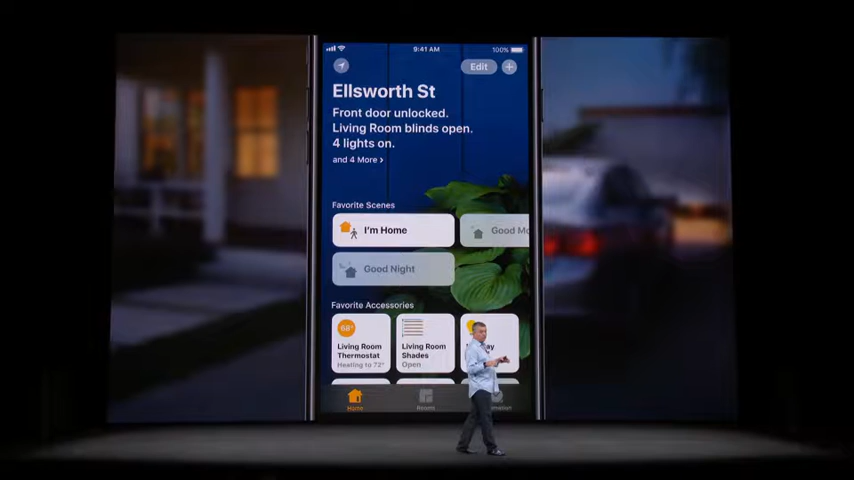 9:41 AM
100%
Edit
Ellsworth St
Front door unlocked.
Living Room blinds open.
4 lights on.
and 4 More ›
Favorite Scenes
I'm Home
Good Mo
Good Night
Favorite Accessories
68°
Living Room
Thermostat
Heating to 72°
Living Room
Shades
Open
Home
Rooms